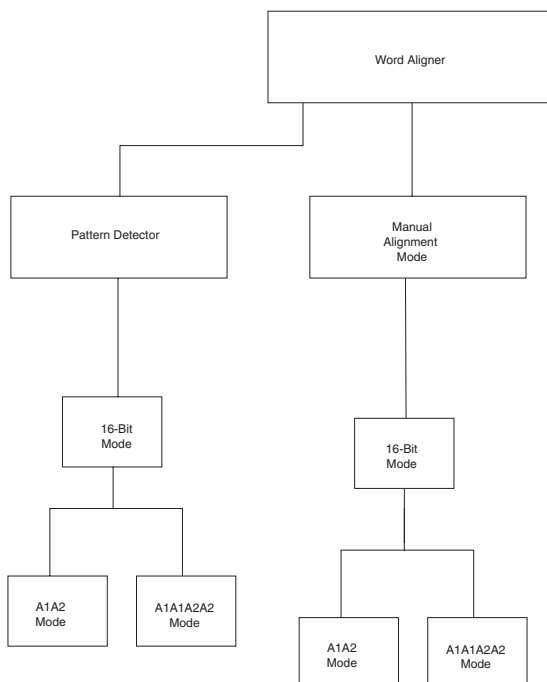 Word Aligner
Pattern Detector
Manual
Alignment
Mode
16-Bit
Mode
16-Bit
Mode
A1A2
Mode
A1A1A2A2
Mode
A1A2
Mode
A1A1A2A2
Mode